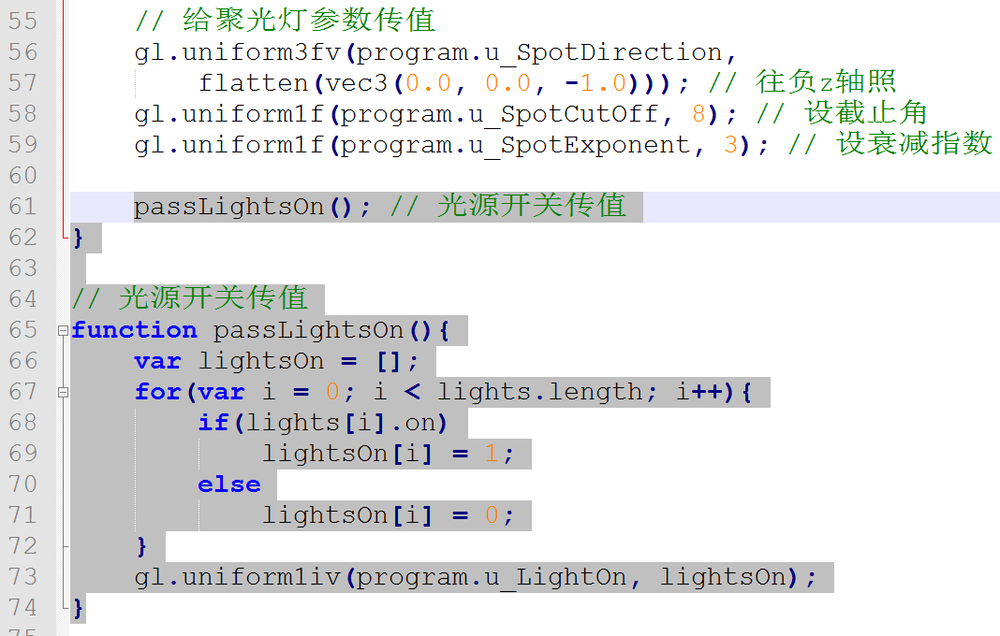 55 // 给聚光灯参数传值
56 gl.uniform3fv(program.u_SpotDirection,
57 flatten(vec3(0.0, 0.0, -1.0))); // 往负z轴照
58 gl.uniform1f(program.u_SpotCutOff, 8); // 设截止角
59 gl.uniform1f(program.u_SpotExponent, 3); // 设衰减指数
60
61 passLightsOn(); // 光源开关传值
62 }
63
64 // 光源开关传值
65 function passLightsOn(){
66 var lightsOn = [];
67 for(var i = 0; i < lights.length; i++){
68 if(lights[i].on)
69 lightsOn[i] = 1;
70 else
71 lightsOn[i] = 0;
72 }
73 gl.uniform1iv(program.u_LightOn, lightsOn);
74 }
75